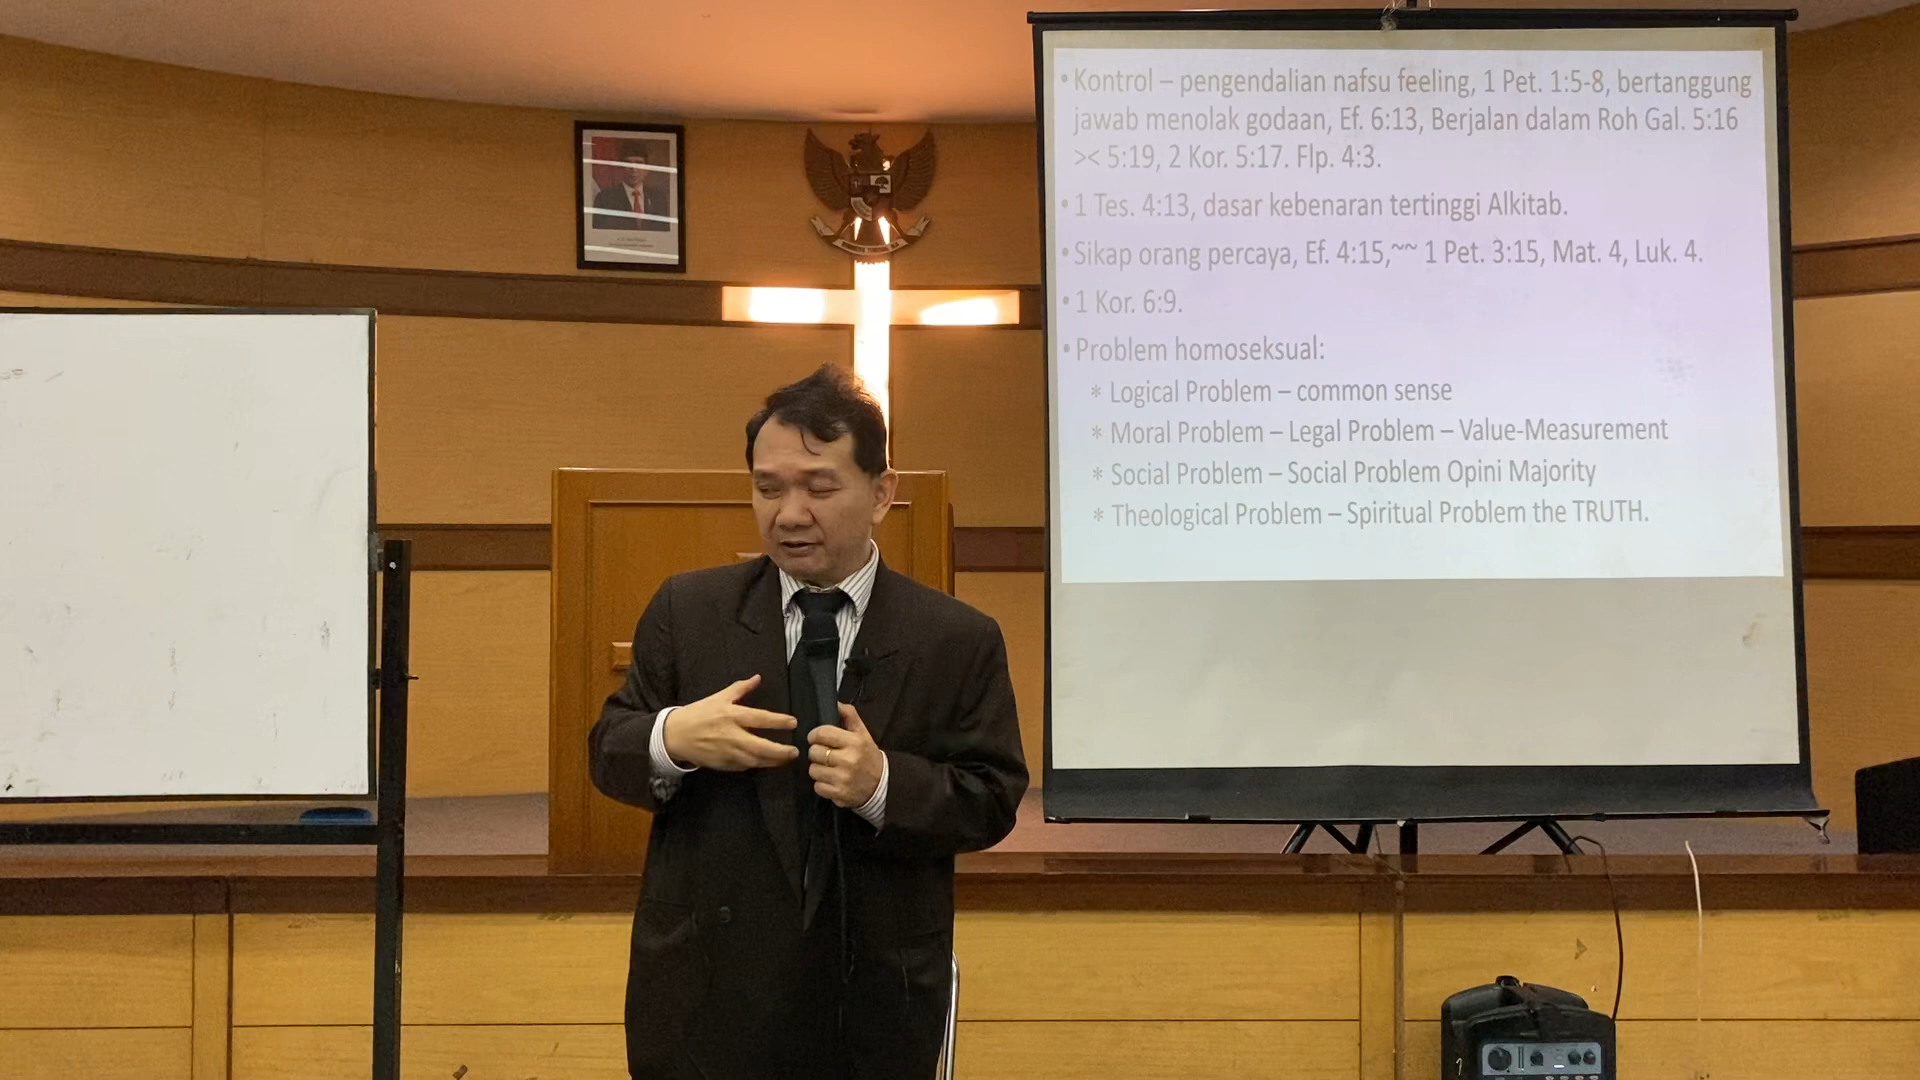 • Kontrol – pengendalian nafsu feeling, 1 Pet. 1:5-8, bertanggung
jawab menolak godaan, Ef. 6:13, Berjalan dalam Roh Gal. 5:16
>< 5:19, 2 Kor. 5:17. Flp. 4:3.
• 1 Tes. 4:13, dasar kebenaran tertinggi Alkitab.
• Sikap orang percaya, Ef. 4:15,~~ 1 Pet. 3:15, Mat. 4, Luk. 4.
• 1 Kor. 6:9.
• Problem homoseksual:
* Logical Problem – common sense
* Moral Problem – Legal Problem – Value-Measurement
* Social Problem – Social Problem Opini Majority
* Theological Problem – Spiritual Problem the TRUTH.